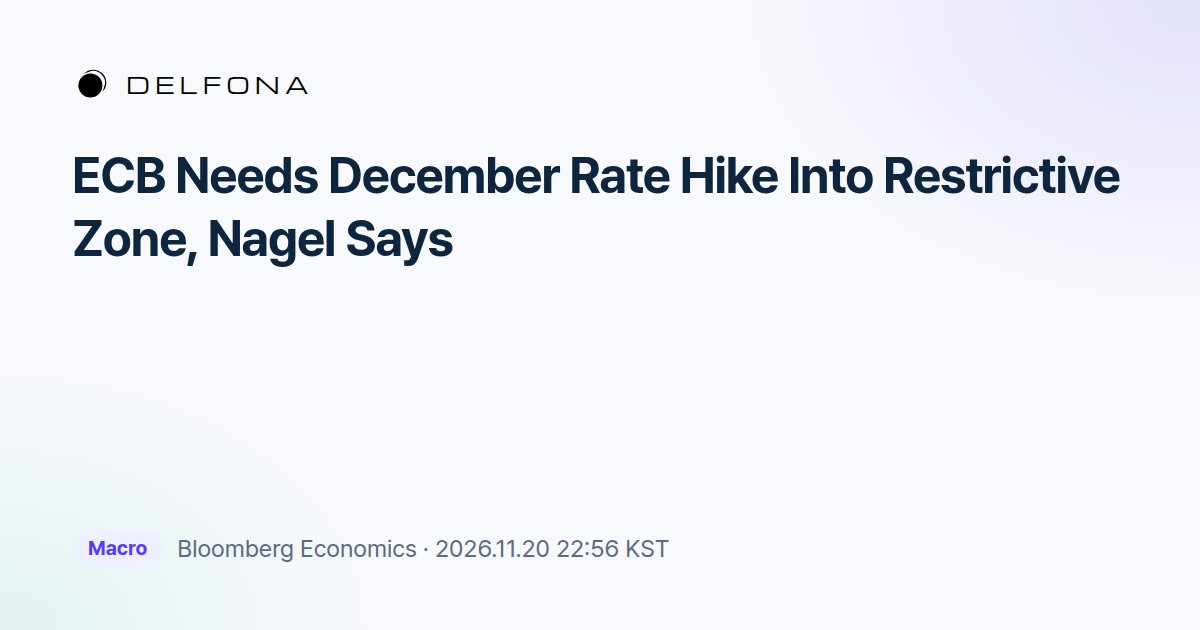 DELFONA
ECB Needs December Rate Hike Into Restrictive
Zone, Nagel Says
Macro Bloomberg Economics · 2026.11.20 22:56 KST